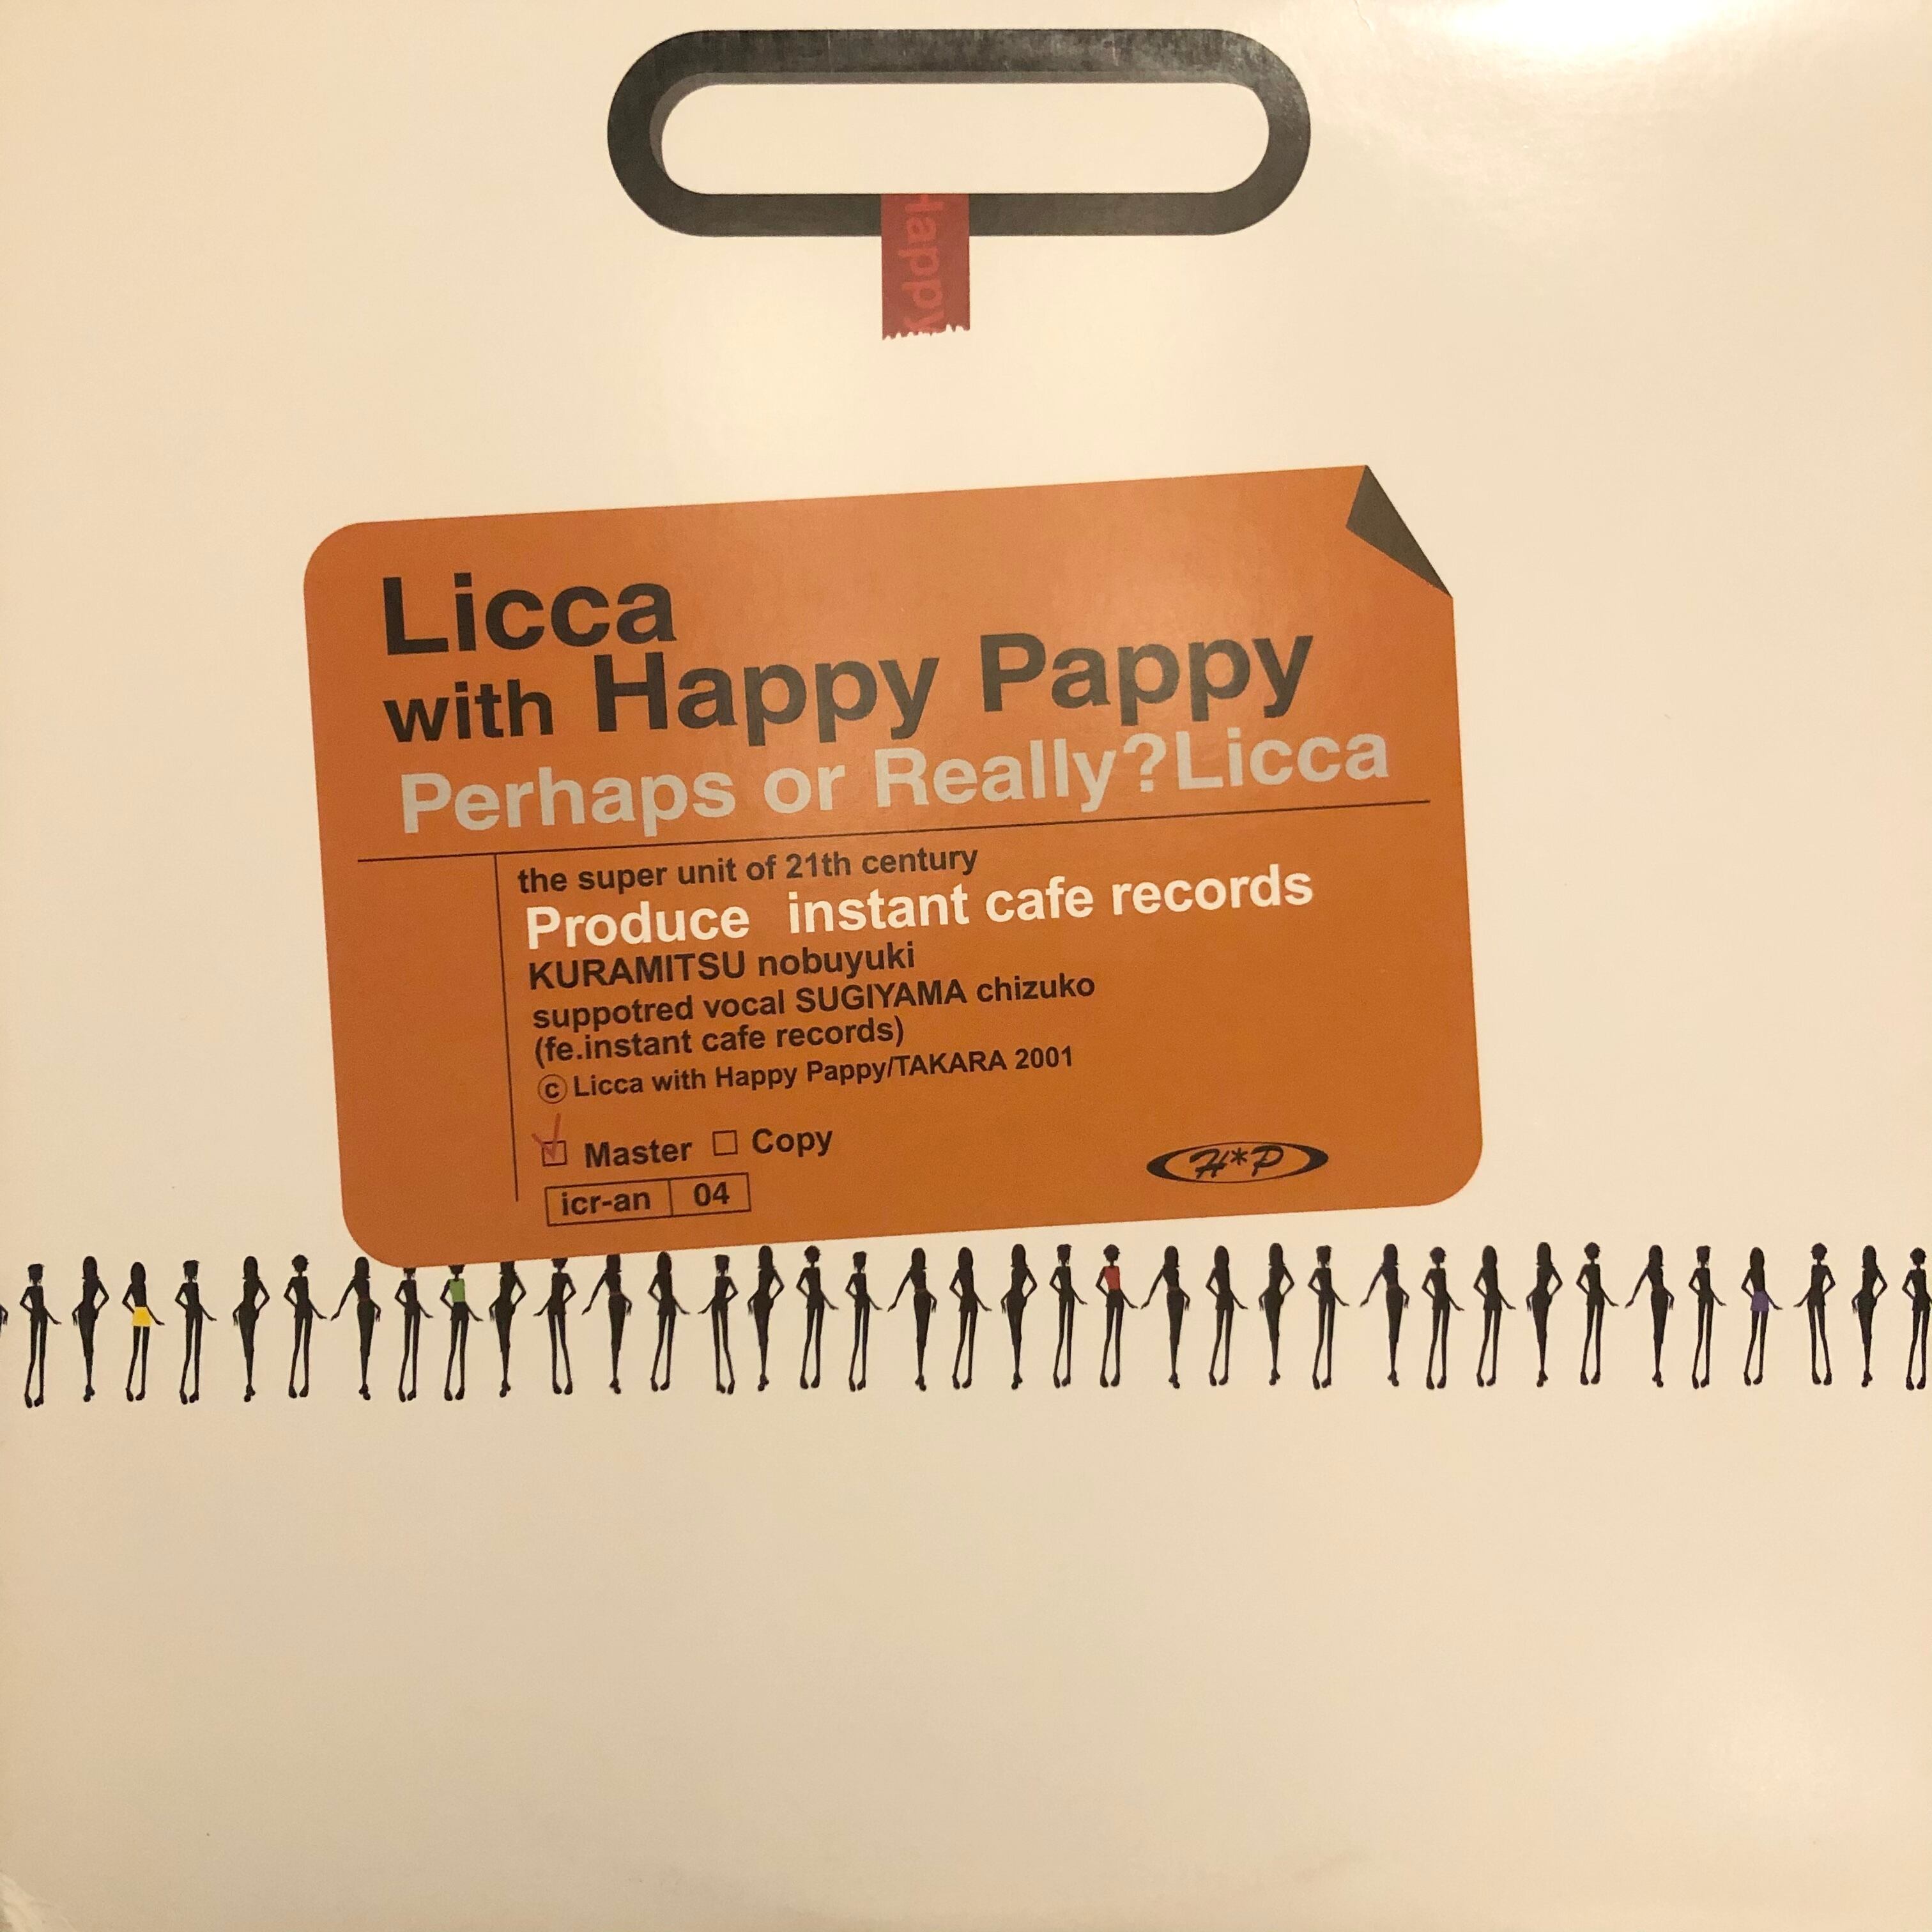 Happy
Licca
with Happy Pappy
Perhaps or Really?Licca
the super unit of 21th century
Produce instant cafe records
KURAMITSU nobuyuki
suppotred vocal SUGIYAMA chizuko
(fe.instant cafe records)
©Licca with Happy Pappy/TAKARA 2001
Master Copy
icr-an 04
H*P